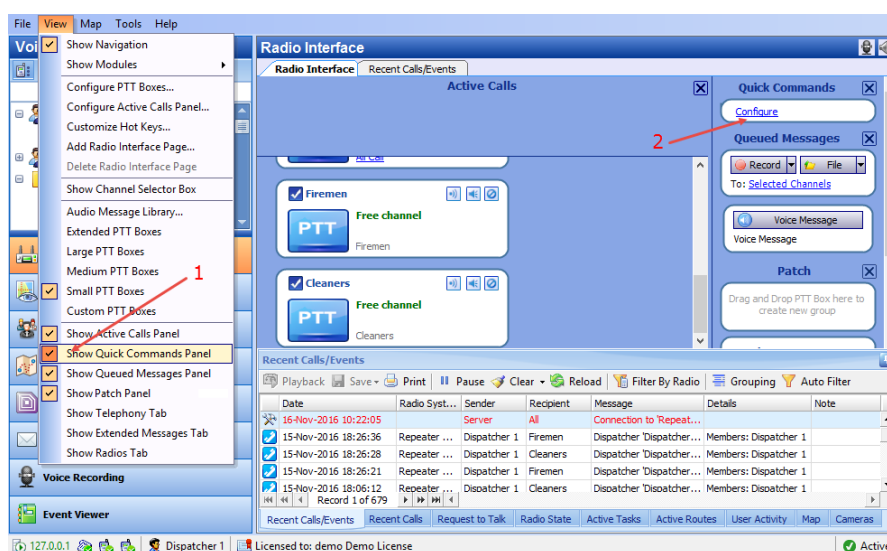 File View Map Tools Help
Voi
Show Navigation
Show Modules
Configure PTT Boxes...
Configure Active Calls Panel...
Customize Hot Keys...
Add Radio Interface Page...
Delete Radio Interface Page
Show Channel Selector Box
Audio Message Library...
Extended PTT Boxes
Large PTT Boxes
Medium PTT Boxes
1
Small PTT Boxes
Custom PTT Boxes
Show Active Calls Panel
Show Quick Commands Panel
Show Queued Messages Panel
Show Patch Panel
Show Telephony Tab
Show Extended Messages Tab
Show Radios Tab
Voice Recording
Event Viewer
Radio Interface
Radio Interface Recent Calls/Events
Active Calls
All Call
Firemen
PTT
Free channel
Firemen
Cleaners
PTT
Free channel
Cleaners
Quick Commands
Configure
2
Queued Messages
Record File
To: Selected Channels
Voice Message
Voice Message
Patch
Drag and Drop PTT Box here to
create new group
Recent Calls/Events
Playback Save Print Pause Clear Reload Filter By Radio Grouping Auto Filter
Date Radio Syst... Sender Recipient Message Details Note
16-Nov-2016 10:22:05 Server All Connection to 'Repeat...
15-Nov-2016 18:26:36 Repeater ... Dispatcher 1 Firemen Dispatcher 'Dispatcher... Members: Dispatcher 1
15-Nov-2016 18:26:28 Repeater ... Dispatcher 1 Cleaners Dispatcher 'Dispatcher... Members: Dispatcher 1
15-Nov-2016 18:26:21 Repeater ... Dispatcher 1 Firemen Dispatcher 'Dispatcher... Members: Dispatcher 1
15-Nov-2016 18:06:12 Repeater ... Dispatcher 1 Cleaners Dispatcher 'Dispatcher... Members: Dispatcher 1
Record 1 of 679
Recent Calls/Events Recent Calls Request to Talk Radio State Active Tasks Active Routes User Activity Map Cameras
127.0.0.1 Dispatcher 1 Licensed to: demo Demo License Active